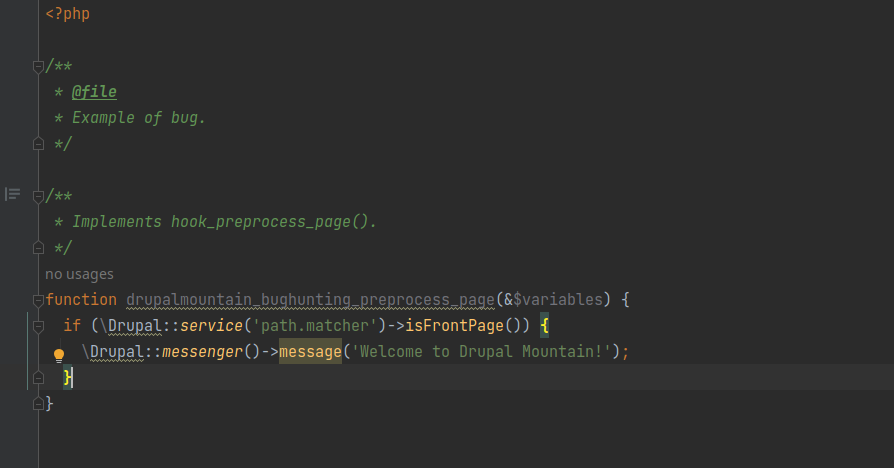 <?php
/**
* @file
* Example of bug.
*/
/**
* Implements hook_preprocess_page().
*/
no usages
function drupalmountain_bughunting_preprocess_page(&$variables) {
if (\Drupal::service('path.matcher')->isFrontPage()) {
\Drupal::messenger()->message('Welcome to Drupal Mountain!');
}
}